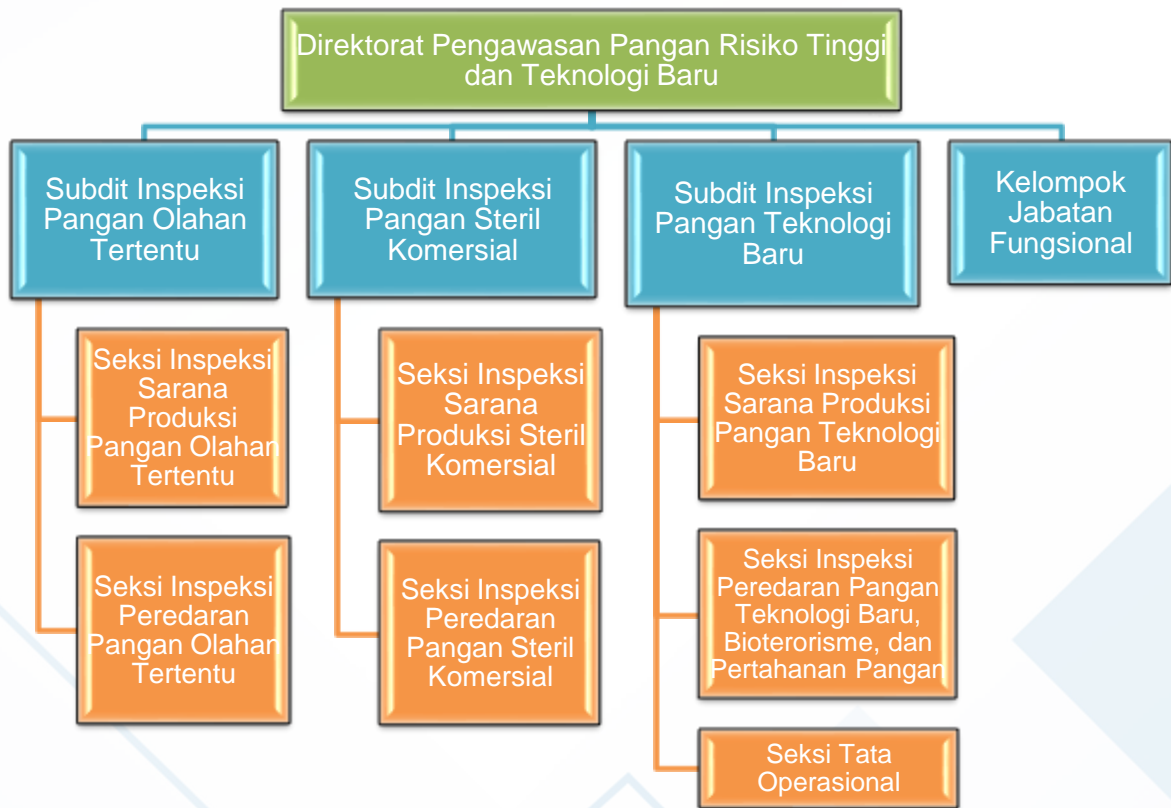 Direktorat Pengawasan Pangan Risiko Tinggi
dan Teknologi Baru
Subdit Inspeksi
Pangan Olahan
Tertentu
Subdit Inspeksi
Pangan Steril
Komersial
Subdit Inspeksi
Pangan Teknologi
Baru
Kelompok
Jabatan
Fungsional
Seksi Inspeksi
Sarana
Produksi
Pangan Olahan
Tertentu
Seksi Inspeksi
Sarana
Produksi Steril
Komersial
Seksi Inspeksi
Sarana Produksi
Pangan Teknologi
Baru
Seksi Inspeksi
Peredaran
Pangan Olahan
Tertentu
Seksi Inspeksi
Peredaran
Pangan Steril
Komersial
Seksi Inspeksi
Peredaran Pangan
Teknologi Baru,
Bioterorisme, dan
Pertahanan Pangan
Seksi Tata
Operasional